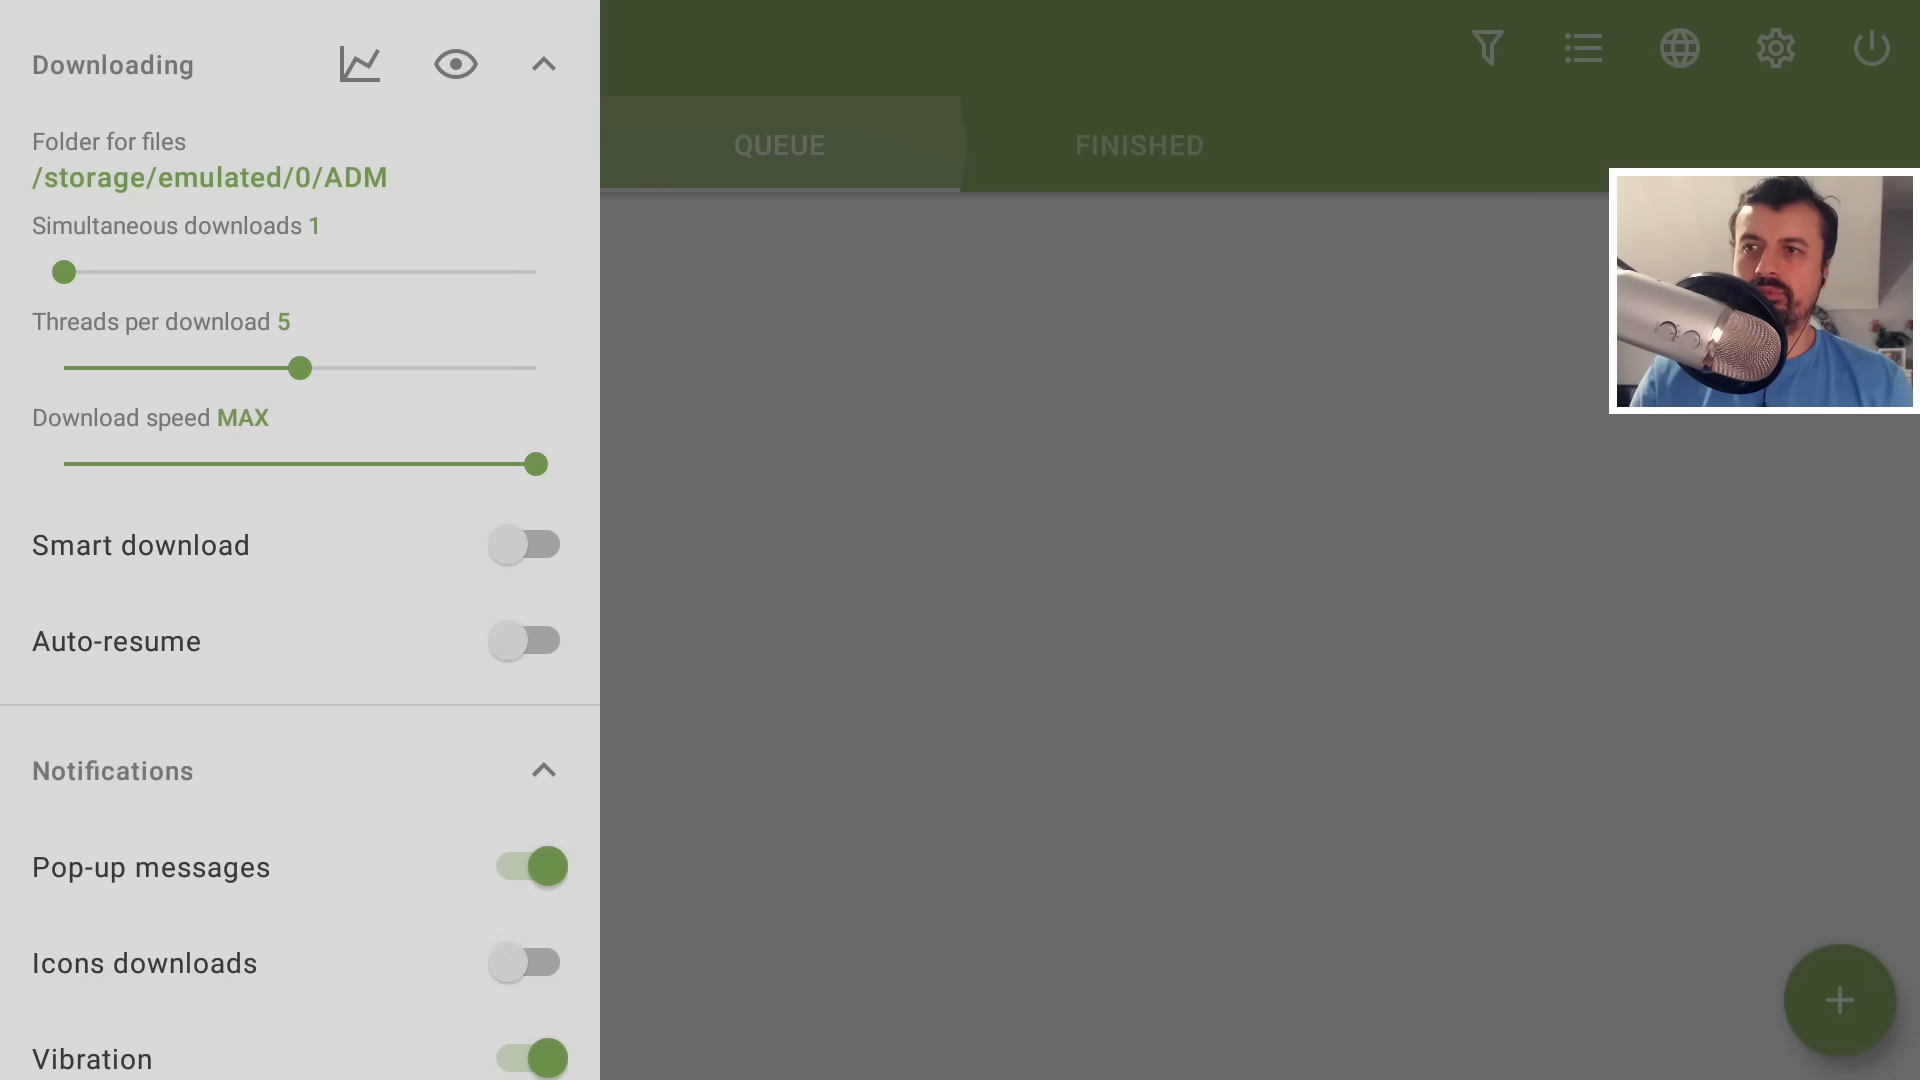 Downloading
Folder for files
/storage/emulated/0/ADM
Simultaneous downloads 1
Threads per download 5
Download speed MAX
Smart download
Auto-resume
Notifications
Pop-up messages
Icons downloads
Vibration
QUEUE
FINISHED